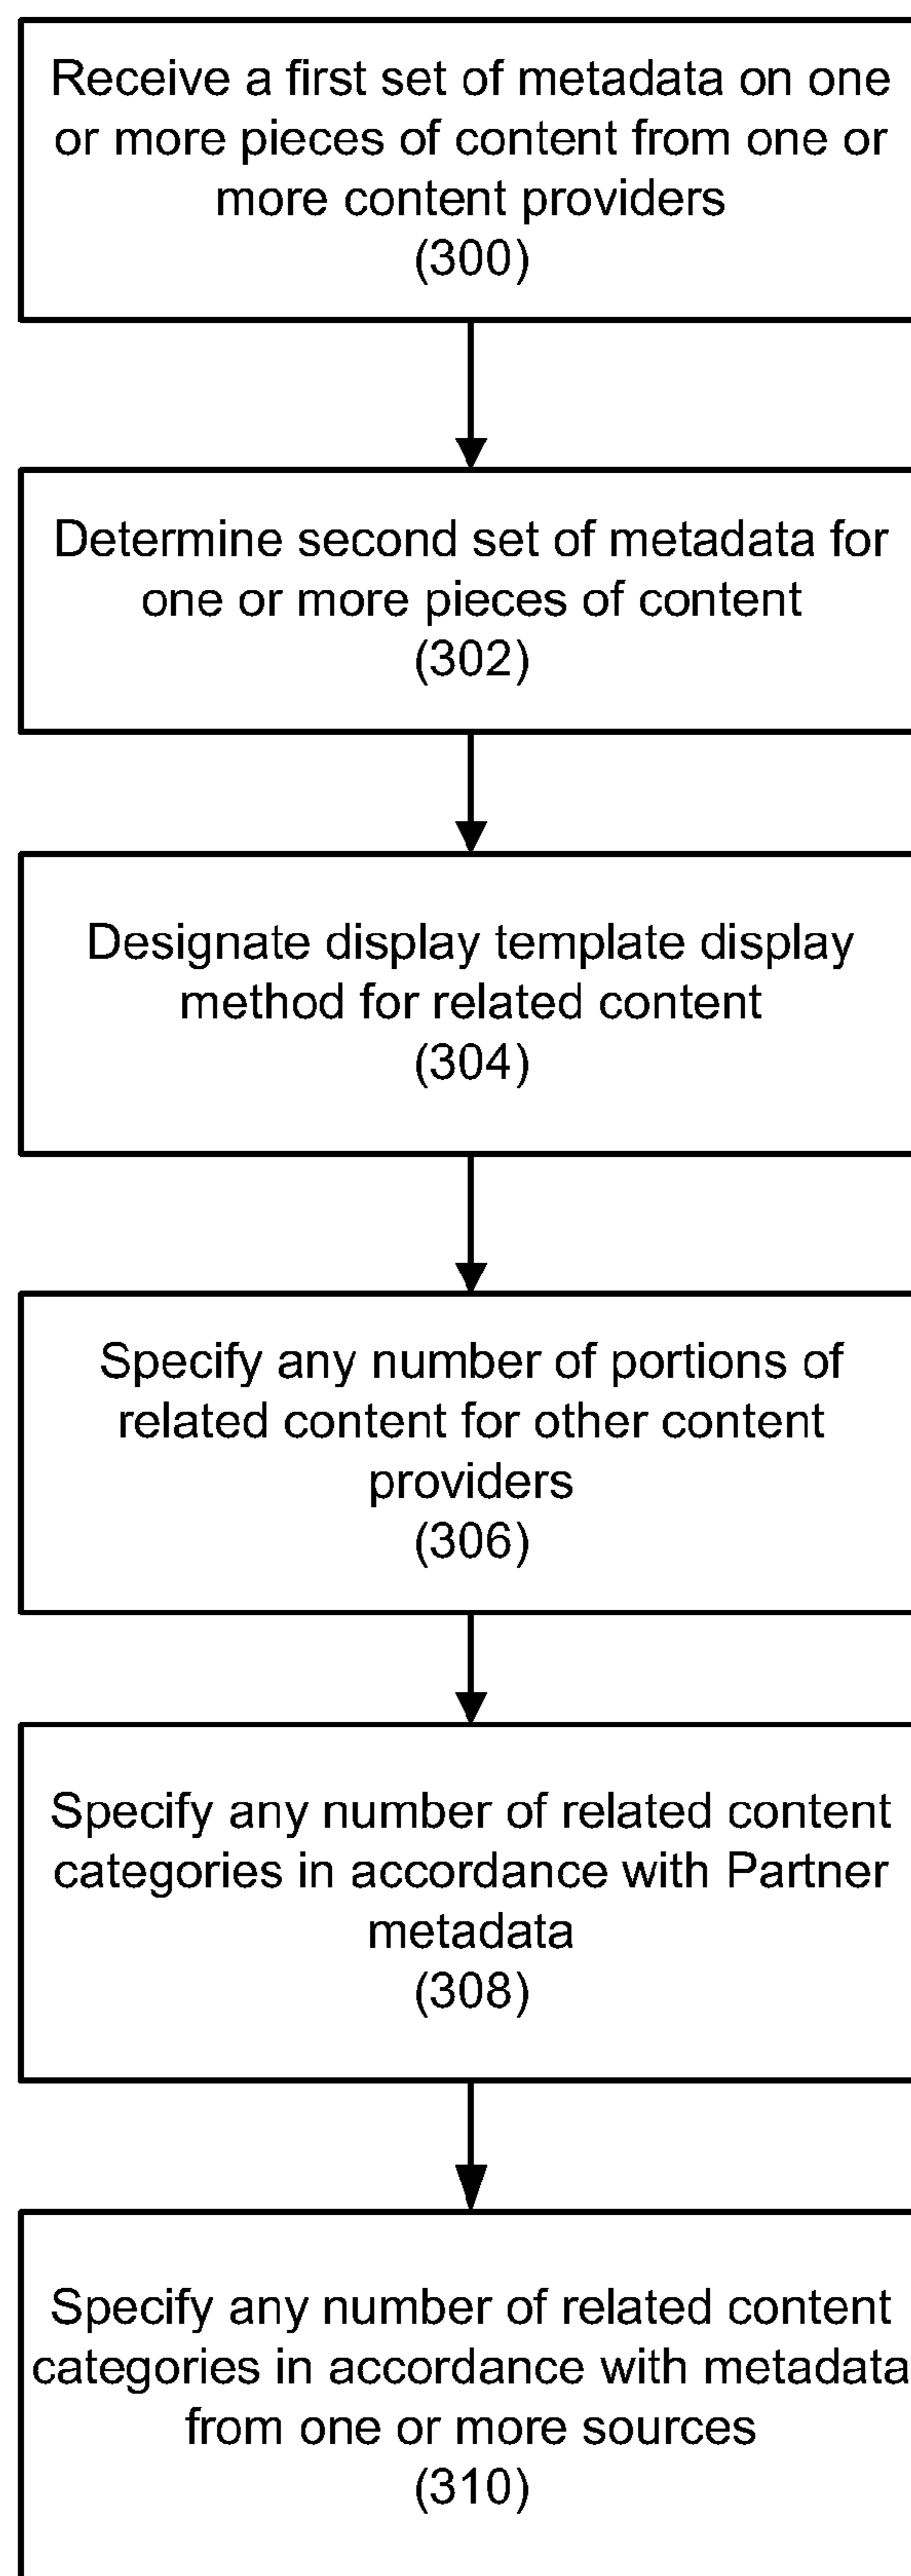 Receive a first set of metadata on one
or more pieces of content from one or
more content providers
(300)
Determine second set of metadata for
one or more pieces of content
(302)
Designate display template display
method for related content
(304)
Specify any number of portions of
related content for other content
providers
(306)
Specify any number of related content
categories in accordance with Partner
metadata
(308)
Specify any number of related content
categories in accordance with metadata
from one or more sources
(310)